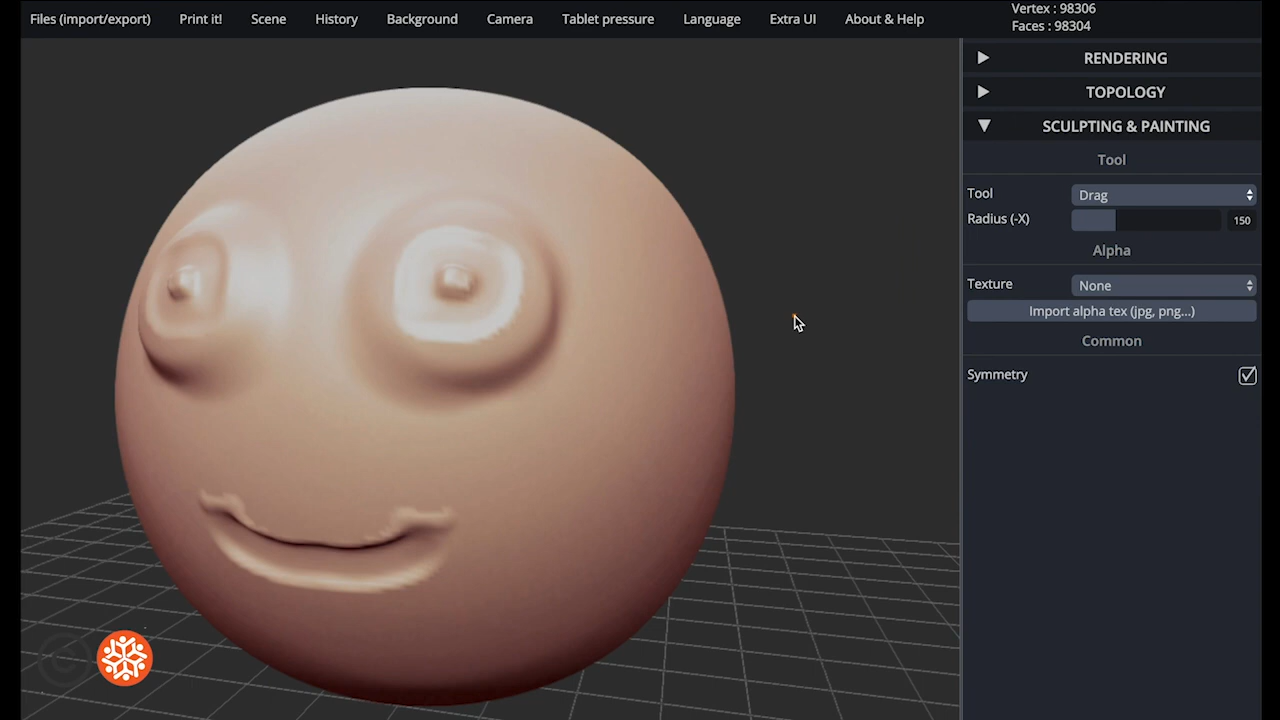 Files (import/export) Print it! Scene History Background Camera Tablet pressure Language Extra UI About & Help
Vertex : 98306
Faces : 98304
RENDERING
TOPOLOGY
SCULPTING & PAINTING
Tool
Tool Drag
Radius (-X) 150
Alpha
Texture None
Import alpha tex (jpg, png...)
Common
Symmetry